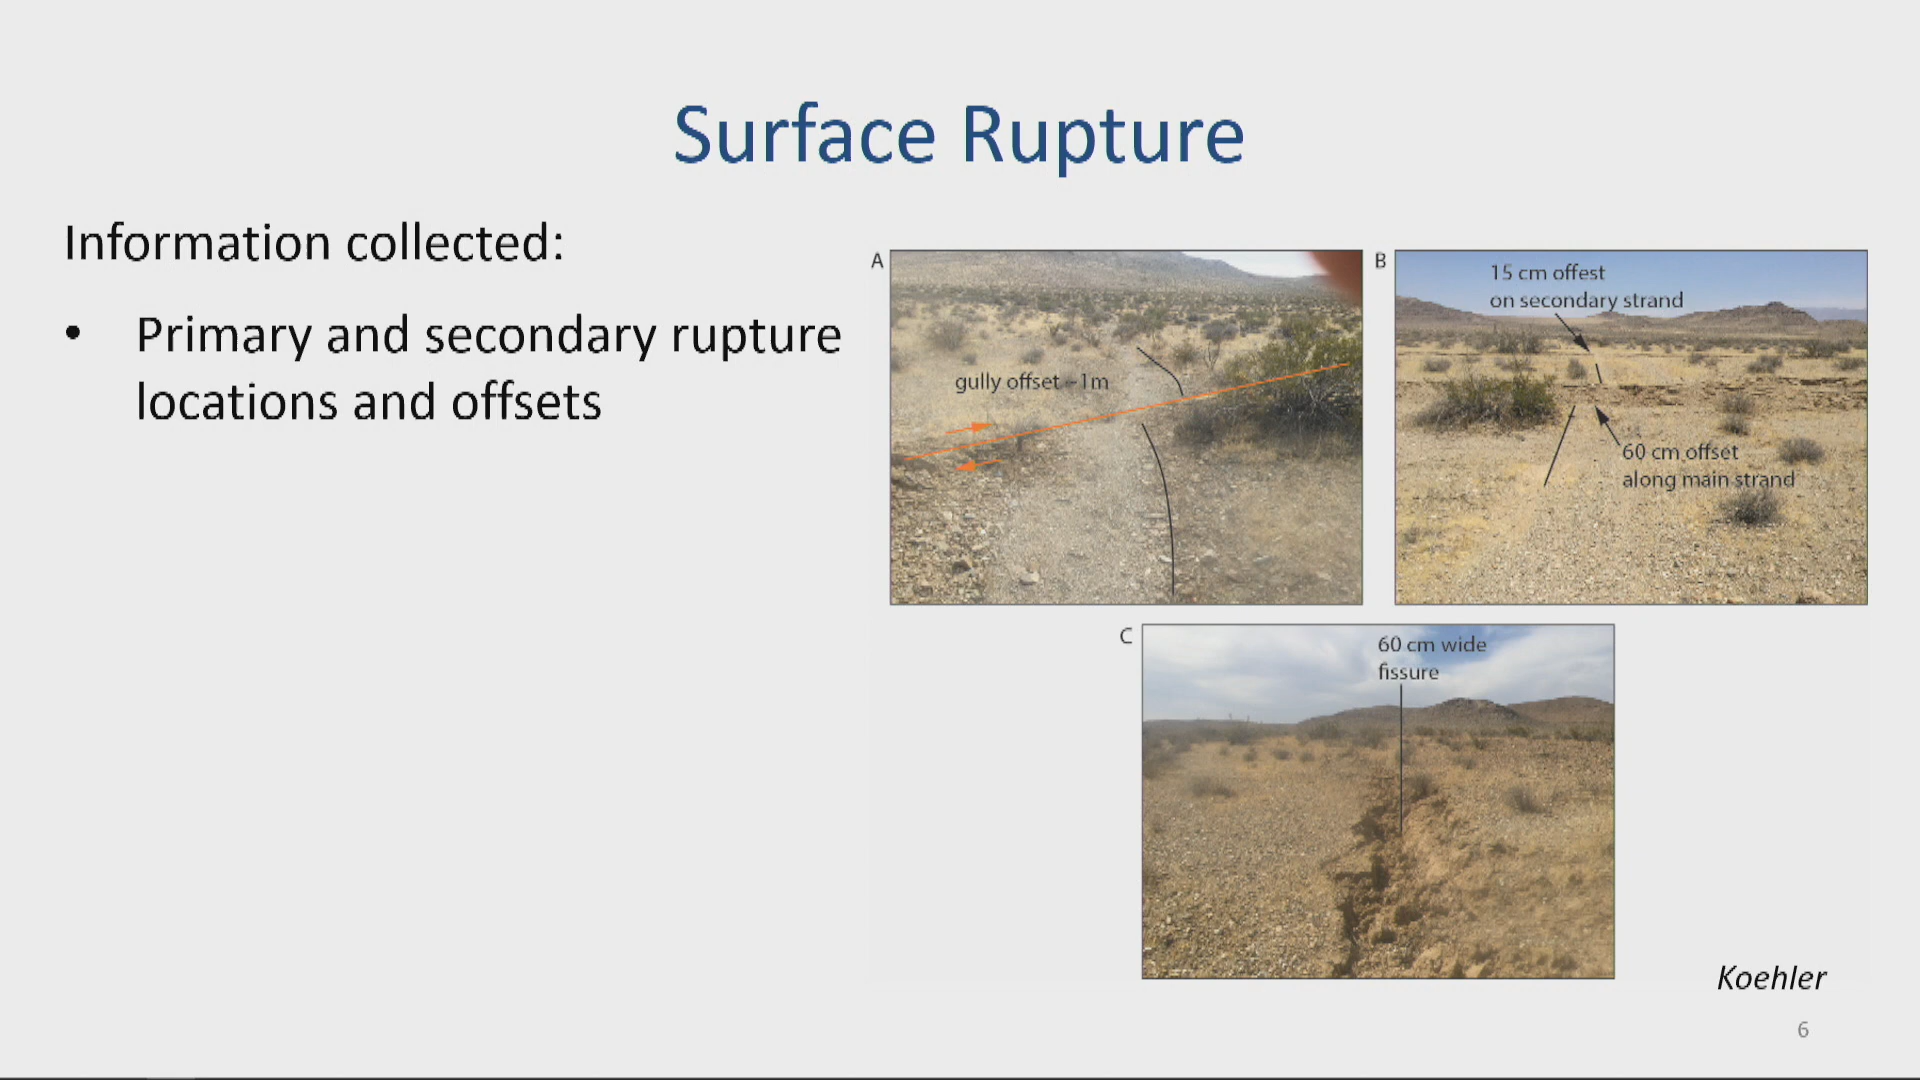 Surface Rupture
Information collected:
• Primary and secondary rupture
locations and offsets
A
gully offset ~1m
B
15 cm offest
on secondary strand
60 cm offset
along main strand
C
60 cm wide
fissure
Koehler
6